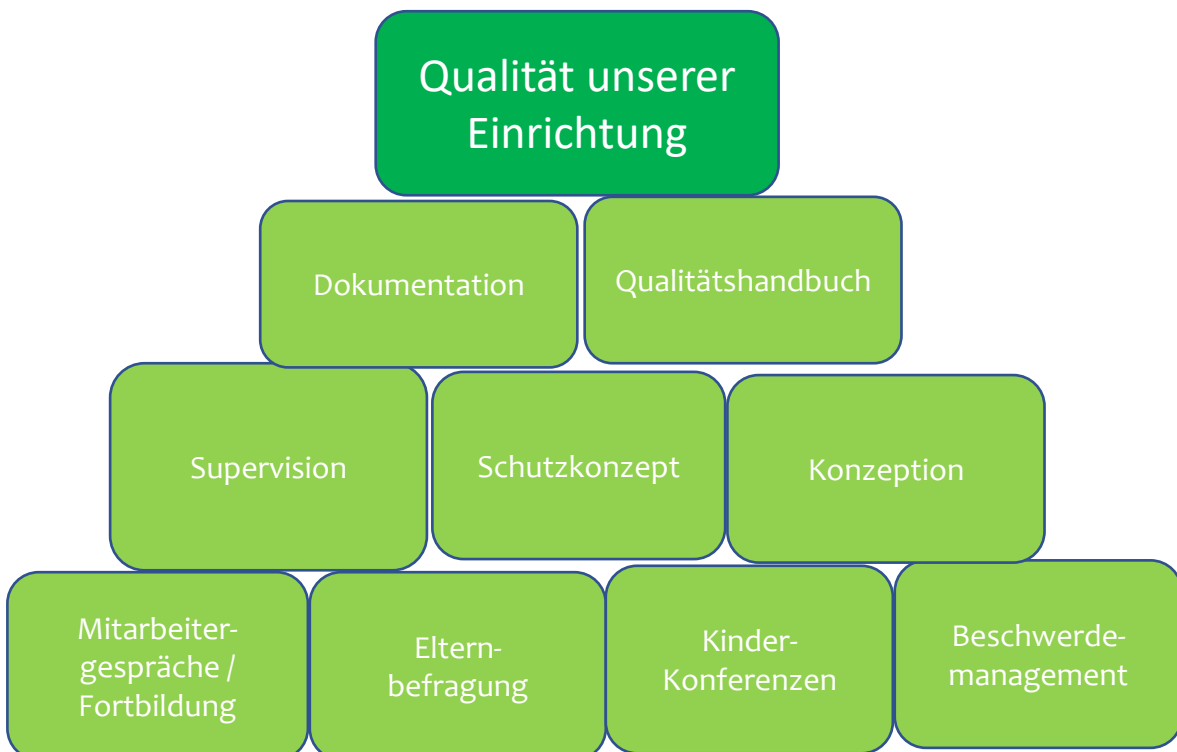 Qualität unserer
Einrichtung
Dokumentation
Qualitätshandbuch
Supervision
Schutzkonzept
Konzeption
Mitarbeiter-
gespräche /
Fortbildung
Eltern-
befragung
Kinder-
Konferenzen
Beschwerde-
management